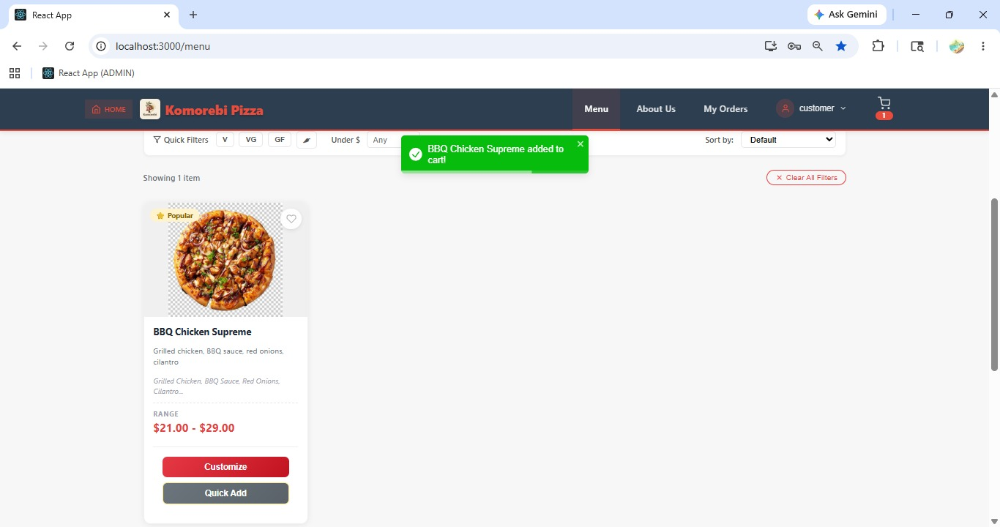 React App
Ask Gemini
localhost:3000/menu
React App (ADMIN)
HOME
Komorebi Pizza
Menu
About Us
My Orders
customer
1
Quick Filters
V
VG
GF
Under $
Any
Sort by:
Default
BBQ Chicken Supreme added to
cart!
Showing 1 item
Clear All Filters
Popular
BBQ Chicken Supreme
Grilled chicken, BBQ sauce, red onions,
cilantro
Grilled Chicken, BBQ Sauce, Red Onions,
Cilantro...
RANGE
$21.00 - $29.00
Customize
Quick Add